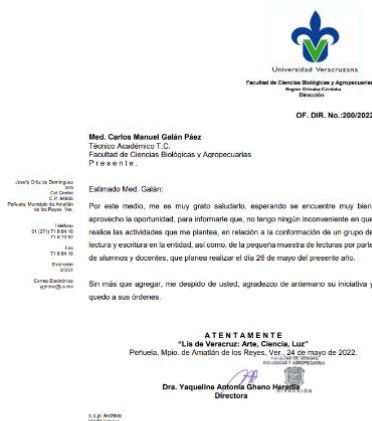 Universidad Veracruzana
Facultad de Ciencias Biológicas y Agropecuarias
Región Orizaba-Córdoba
Dirección
OF. DIR. No.:200/2022
Med. Carlos Manuel Galán Páez
Técnico Académico T.C.
Facultad de Ciencias Biológicas y Agropecuarias
P r e s e n t e .
Estimado Med. Galán:
Por este medio, me es muy grato saludarlo, esperando se encuentre muy bien,
aprovecho la oportunidad, para informarle que, no tengo ningún inconveniente en que
realice las actividades que me plantea, en relación a la conformación de un grupo de
lectura y escritura en la entidad, así como, de la pequeña muestra de lecturas por parte
de alumnos y docentes, que planea realizar el día 26 de mayo del presente año.
Sin más que agregar, me despido de usted, agradezco de antemano su iniciativa y
quedo a sus órdenes.
Josefa Ortiz de Domínguez
Peñuela, Municipio de Amatlán
de los Reyes, Ver.
Teléfono
Fax
Extensión
Correo Electrónico
A T E N T A M E N T E
"Lis de Veracruz: Arte, Ciencia, Luz"
Peñuela, Mpio. de Amatlán de los Reyes, Ver., 24 de mayo de 2022.
FACULTAD DE CIENCIAS
BIOLÓGICAS Y AGROPECUARIAS
DIRECCIÓN
Dra. Yaqueline Antonia Gheno Heredia
Directora
c.c.p. Archivo